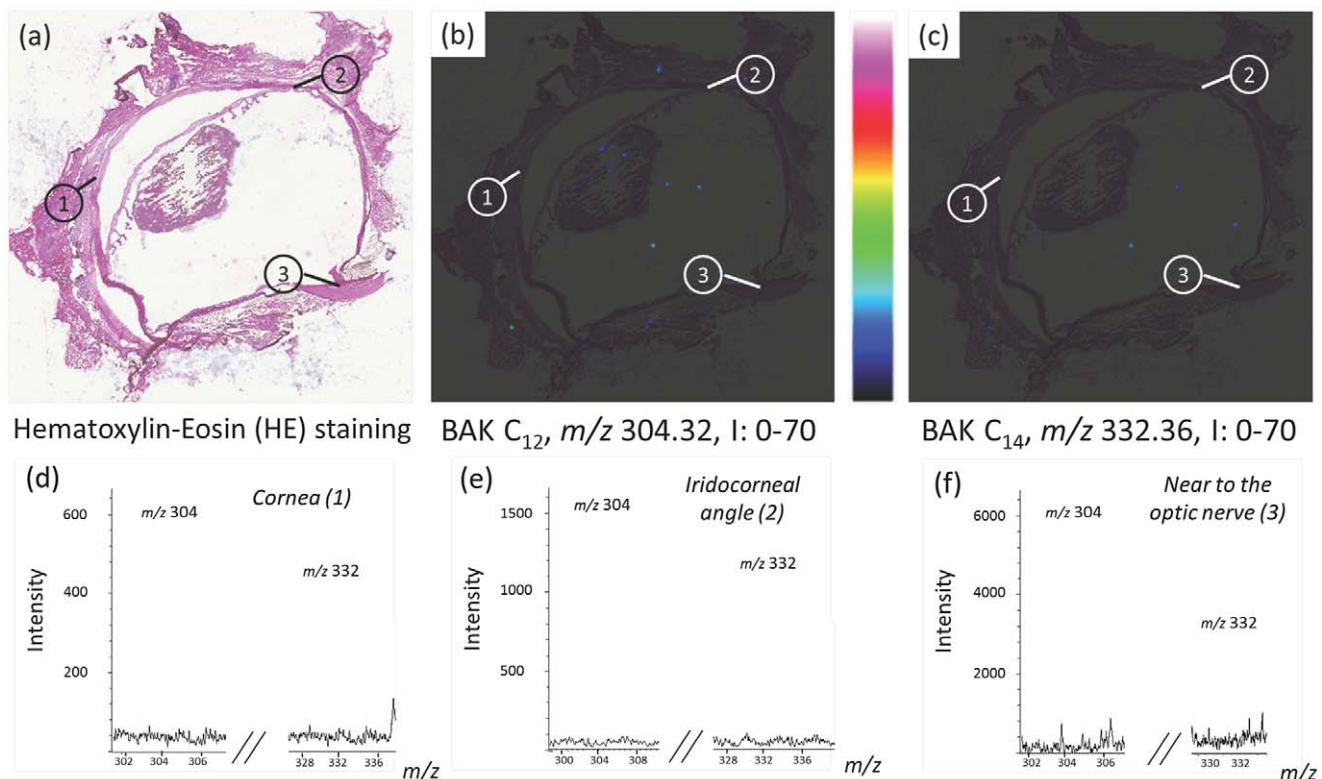 (a)
1
2
3
(b)
1
2
3
(c)
1
2
3
Hematoxylin-Eosin (HE) staining
BAK C₁₂, m/z 304.32, I: 0-70
BAK C₁₄, m/z 332.36, I: 0-70
(d)
Cornea (1)
Intensity
600
400
200
m/z 304
m/z 332
302 304 306 328 332 336
m/z
(e)
Iridocorneal
angle (2)
Intensity
1500
1000
500
m/z 304
m/z 332
300 304 308 328 333 338
m/z
(f)
Near to the
optic nerve (3)
Intensity
6000
4000
2000
m/z 304
m/z 332
302 304 306 330 332
m/z